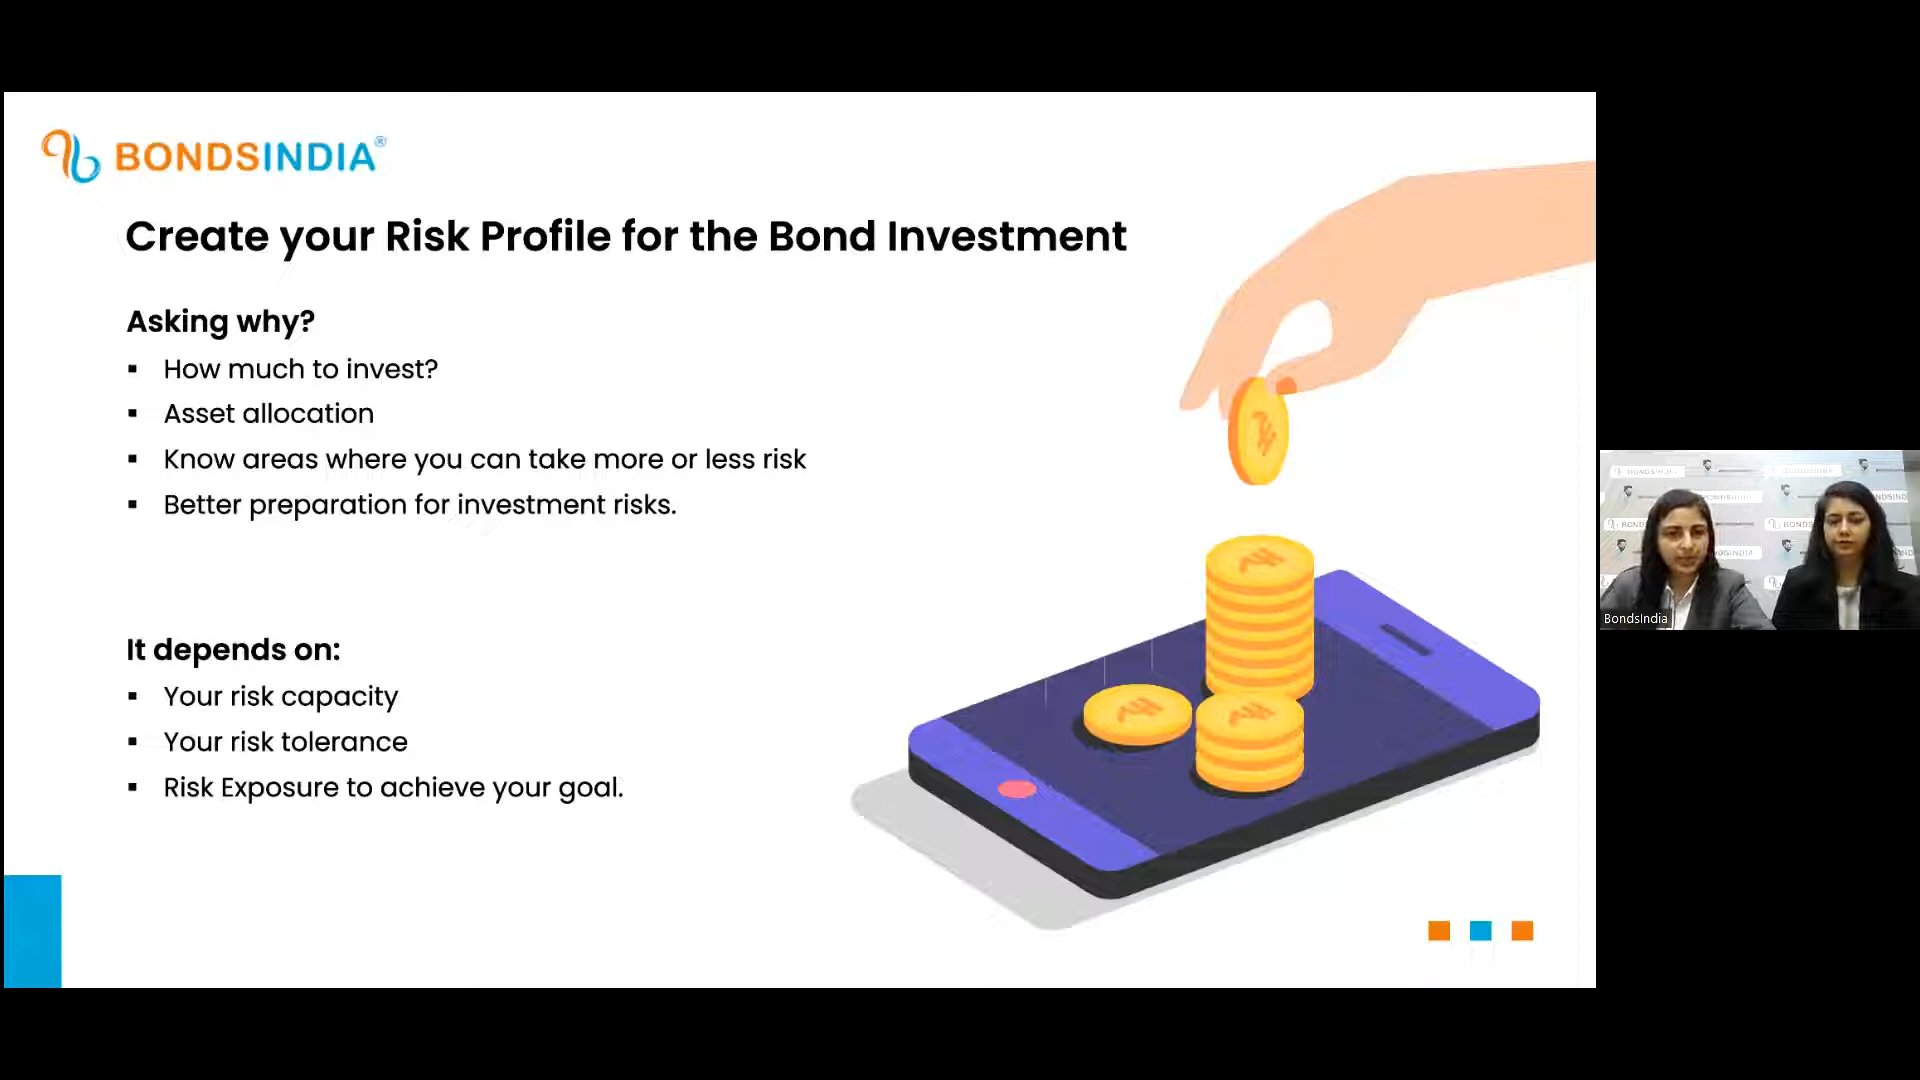 BONDSINDIA®
Create your Risk Profile for the Bond Investment
Asking why?
▪ How much to invest?
▪ Asset allocation
▪ Know areas where you can take more or less risk
▪ Better preparation for investment risks.
It depends on:
▪ Your risk capacity
▪ Your risk tolerance
▪ Risk Exposure to achieve your goal.
BondsIndia